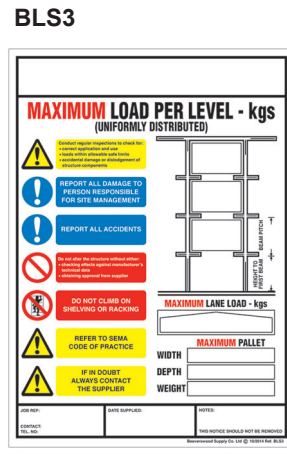 BLS3
MAXIMUM LOAD PER LEVEL - kgs
(UNIFORMLY DISTRIBUTED)
Conduct regular inspections to check for:
• correct application and use
• loads within allowable safe limits
• accidental damage or dislodgement of
structure components
REPORT ALL DAMAGE TO
PERSON RESPONSIBLE
FOR SITE MANAGEMENT
REPORT ALL ACCIDENTS
Do not alter the structure without either:
• checking effects against manufacturer's
technical data
• obtaining approval from supplier
DO NOT CLIMB ON
SHELVING OR RACKING
REFER TO SEMA
CODE OF PRACTICE
IF IN DOUBT
ALWAYS CONTACT
THE SUPPLIER
BEAM PITCH
HEIGHT TO
FIRST BEAM
MAXIMUM LANE LOAD - kgs
MAXIMUM PALLET
WIDTH
DEPTH
WEIGHT
JOB REF:
CONTACT:
TEL. NO:
DATE SUPPLIED:
NOTES:
THIS NOTICE SHOULD NOT BE REMOVED
Beaverswood Supply Co. Ltd © 10/2014 Ref. BLS3